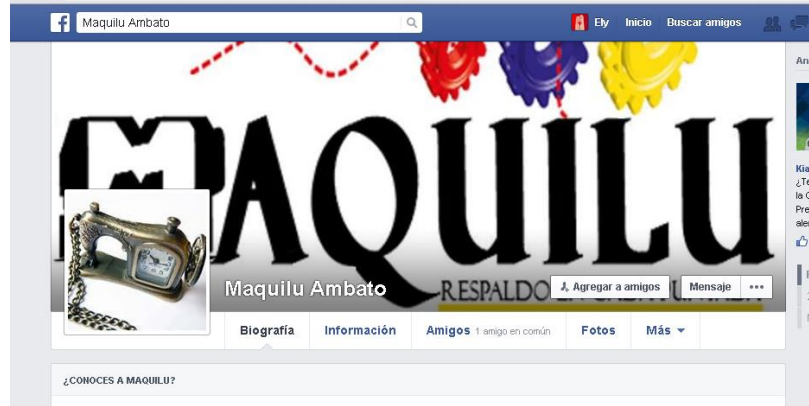 Maquilu Ambato
Ely Inicio Buscar amigos
MAQUILU
RESPALDO
Maquilu Ambato
Agregar a amigos Mensaje
Biografía Información Amigos 1 amigo en común Fotos Más
¿CONOCES A MAQUILU?